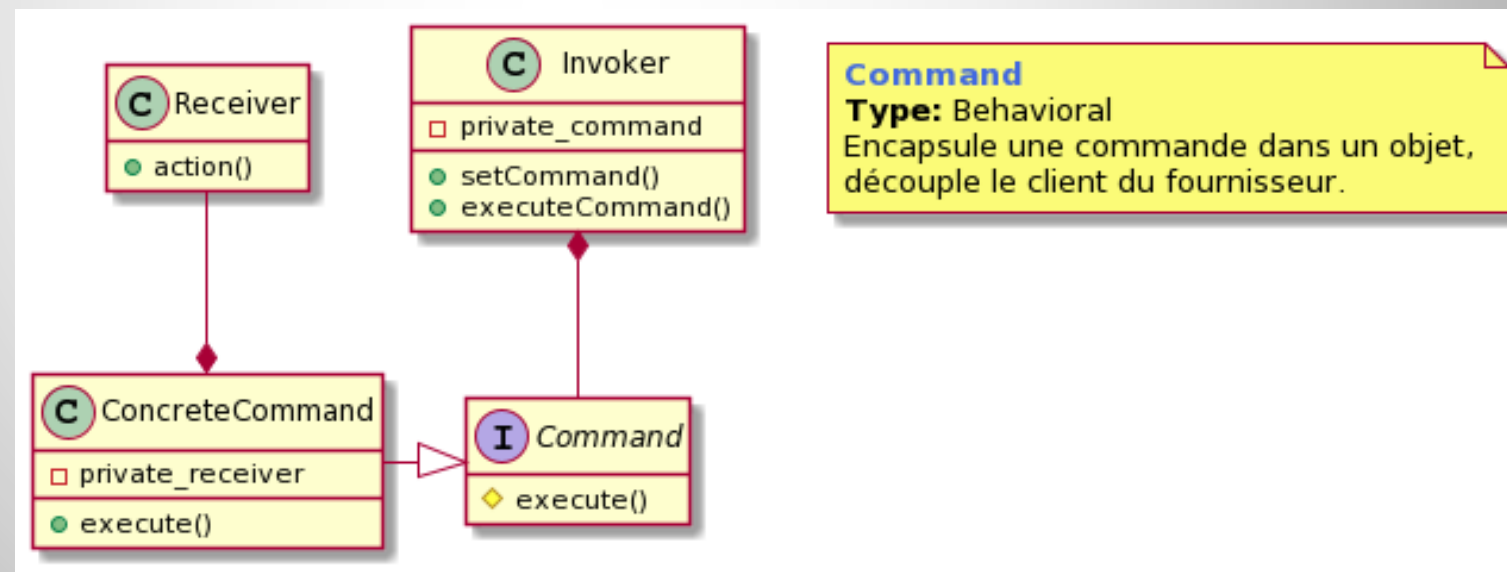 C Receiver
action()
C Invoker
private_command
setCommand()
executeCommand()
Command
Type: Behavioral
Encapsule une commande dans un objet,
découple le client du fournisseur.
C ConcreteCommand
private_receiver
execute()
I Command
execute()